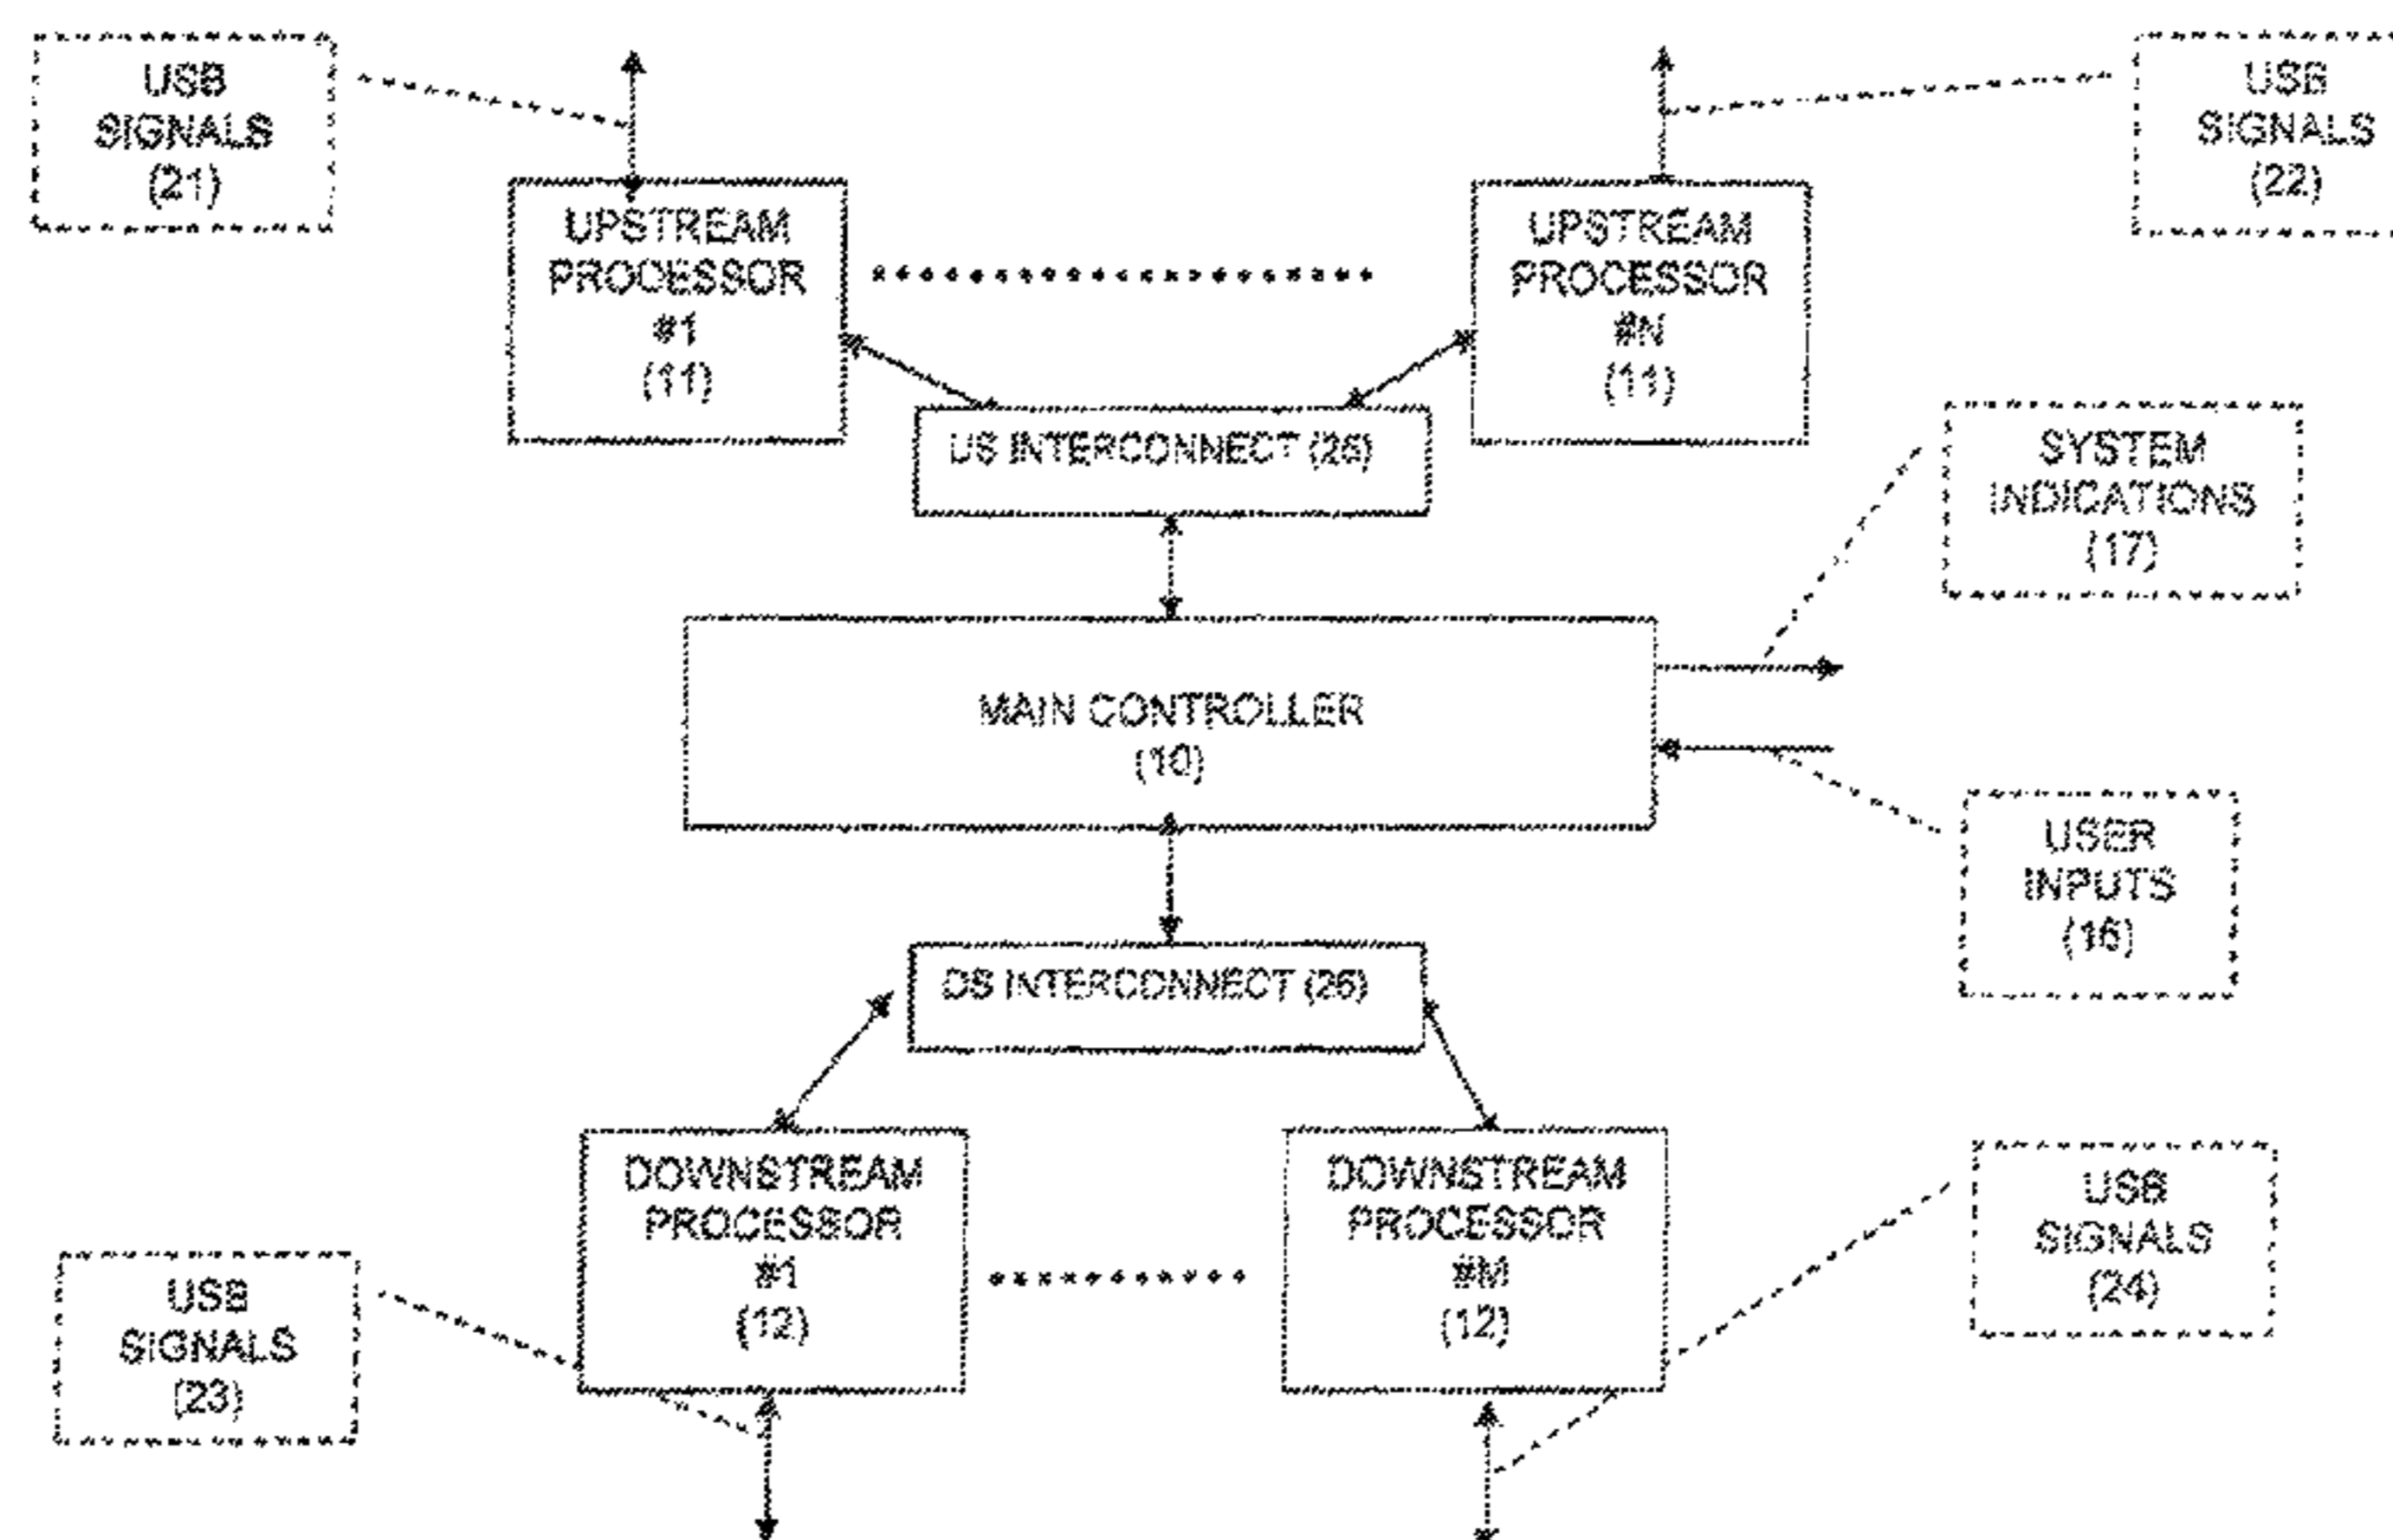 USB
SIGNALS
(21)
USB
SIGNALS
(22)
UPSTREAM
PROCESSOR
#1
(11)
UPSTREAM
PROCESSOR
#N
(11)
US INTERCONNECT
SYSTEM
INDICATIONS
(17)
MAIN CONTROLLER
(10)
USER
INPUTS
(16)
DS INTERCONNECT (26)
DOWNSTREAM
PROCESSOR
#1
(12)
DOWNSTREAM
PROCESSOR
#M
(12)
USB
SIGNALS
(23)
USB
SIGNALS
(24)